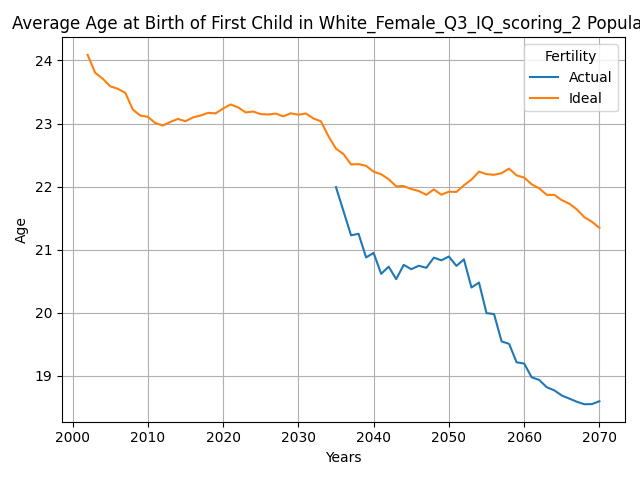 Average Age at Birth of First Child in White_Female_Q3_IQ_scoring_2 Popula
Fertility
Actual
Ideal
24
23
22
21
20
19
Age
2000 2010 2020 2030 2040 2050 2060 2070
Years